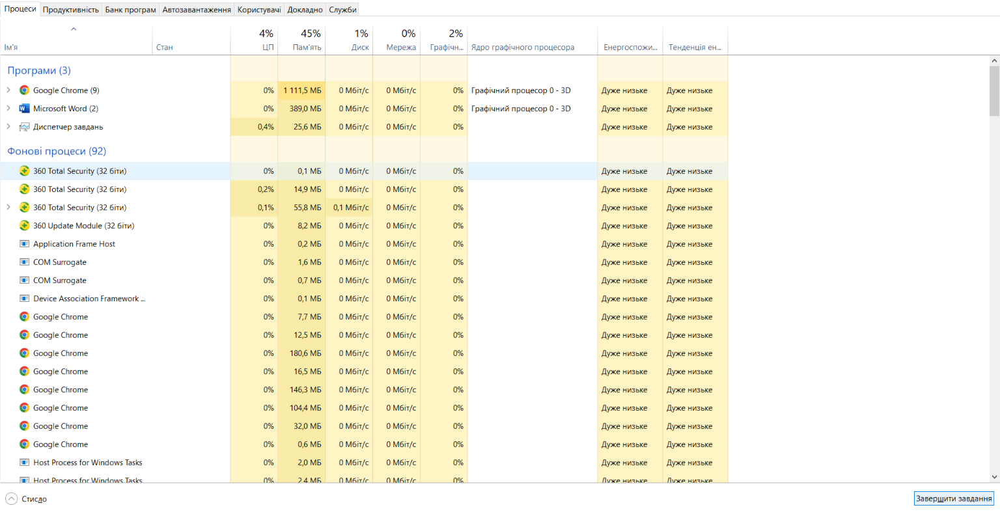 Процеси Продуктивність Банк програм Автозавантаження Користувачі Докладно Служби
4% 45% 1% 0% 2%
Ім'я Стан ЦП Пам'ять Диск Мережа Графічн... Ядро графічного процесора Енергоспожи... Тенденція ен...
Програми (3)
Google Chrome (9) 0% 1 111,5 МБ 0 Мбіт/с 0 Мбіт/с 0% Графічний процесор 0 - 3D Дуже низьке Дуже низьке
Microsoft Word (2) 0% 389,0 МБ 0 Мбіт/с 0 Мбіт/с 0% Графічний процесор 0 - 3D Дуже низьке Дуже низьке
Диспетчер завдань 0,4% 25,6 МБ 0 Мбіт/с 0 Мбіт/с 0% Дуже низьке Дуже низьке
Фонові процеси (92)
360 Total Security (32 біти) 0% 0,1 МБ 0 Мбіт/с 0 Мбіт/с 0% Дуже низьке Дуже низьке
360 Total Security (32 біти) 0,2% 14,9 МБ 0 Мбіт/с 0 Мбіт/с 0% Дуже низьке Дуже низьке
360 Total Security (32 біти) 0,1% 55,8 МБ 0,1 Мбіт/с 0 Мбіт/с 0% Дуже низьке Дуже низьке
360 Update Module (32 біти) 0% 8,2 МБ 0 Мбіт/с 0 Мбіт/с 0% Дуже низьке Дуже низьке
Application Frame Host 0% 0,2 МБ 0 Мбіт/с 0 Мбіт/с 0% Дуже низьке Дуже низьке
COM Surrogate 0% 1,6 МБ 0 Мбіт/с 0 Мбіт/с 0% Дуже низьке Дуже низьке
COM Surrogate 0% 0,7 МБ 0 Мбіт/с 0 Мбіт/с 0% Дуже низьке Дуже низьке
Device Association Framework ... 0% 0,1 МБ 0 Мбіт/с 0 Мбіт/с 0% Дуже низьке Дуже низьке
Google Chrome 0% 7,7 МБ 0 Мбіт/с 0 Мбіт/с 0% Дуже низьке Дуже низьке
Google Chrome 0% 12,5 МБ 0 Мбіт/с 0 Мбіт/с 0% Дуже низьке Дуже низьке
Google Chrome 0% 180,6 МБ 0 Мбіт/с 0 Мбіт/с 0% Дуже низьке Дуже низьке
Google Chrome 0% 16,5 МБ 0 Мбіт/с 0 Мбіт/с 0% Дуже низьке Дуже низьке
Google Chrome 0% 146,3 МБ 0 Мбіт/с 0 Мбіт/с 0% Дуже низьке Дуже низьке
Google Chrome 0% 104,4 МБ 0 Мбіт/с 0 Мбіт/с 0% Дуже низьке Дуже низьке
Google Chrome 0% 32,0 МБ 0 Мбіт/с 0 Мбіт/с 0% Дуже низьке Дуже низьке
Google Chrome 0% 0,6 МБ 0 Мбіт/с 0 Мбіт/с 0% Дуже низьке Дуже низьке
Host Process for Windows Tasks 0% 2,0 МБ 0 Мбіт/с 0 Мбіт/с 0% Дуже низьке Дуже низьке
Host Process for Windows Tasks 0% 2,4 МБ 0 Мбіт/с 0 Мбіт/с 0% Дуже низьке Дуже низьке
Стисло Завершити завдання